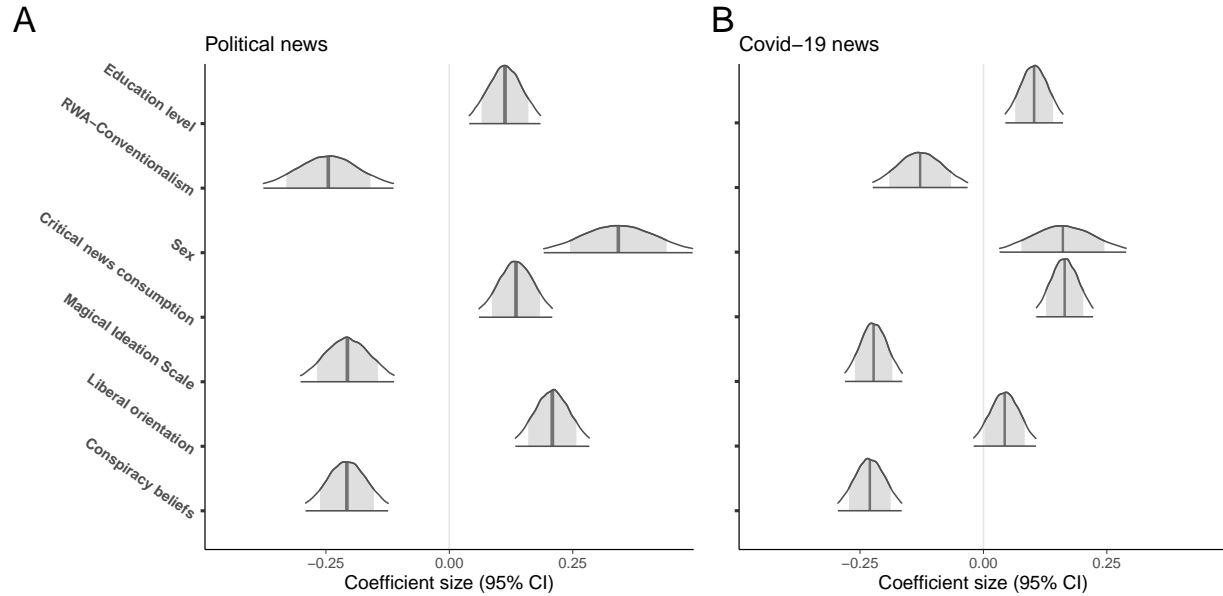 A
B
Political news
Covid−19 news
Education level
RWA−Conventionalism
Sex
Critical news consumption
Magical Ideation Scale
Liberal orientation
Conspiracy beliefs
−0.25 0.00 0.25
−0.25 0.00 0.25
Coefficient size (95% CI)
Coefficient size (95% CI)